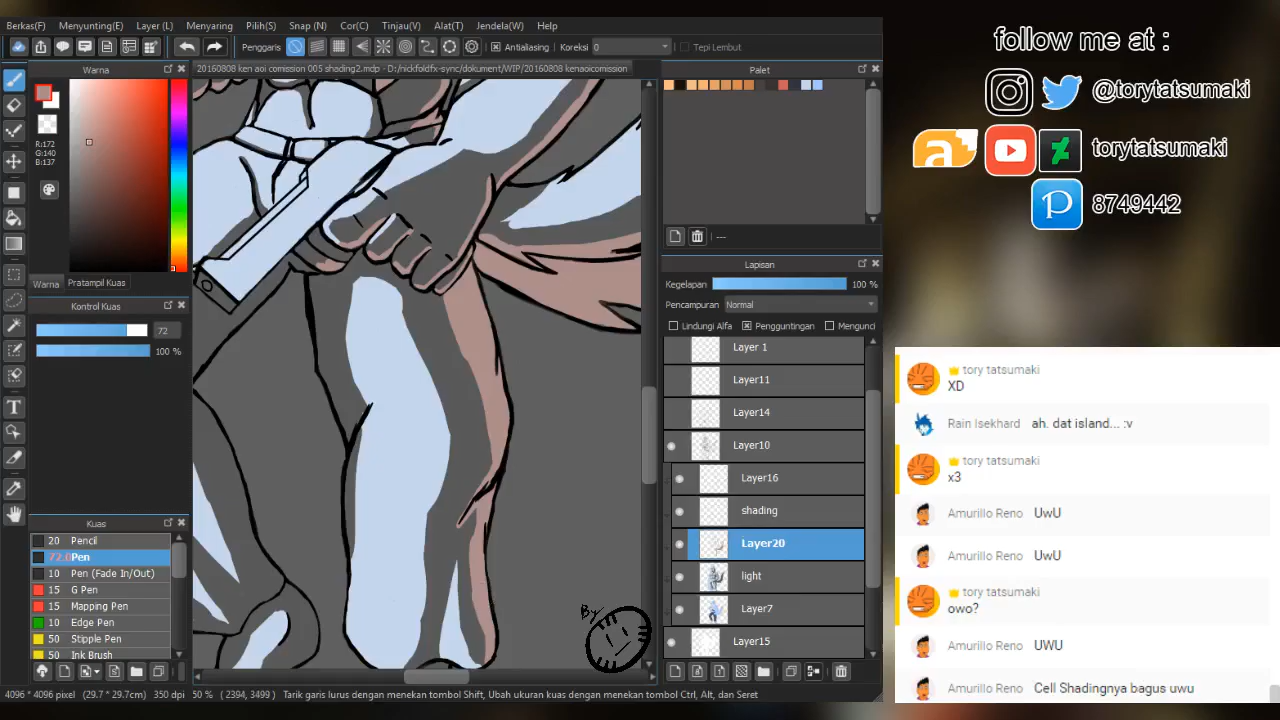 Berkas(F) Menyunting(E) Layer (L) Menyaring Pilih(S) Snap (N) Cor(C) Tinjau(V) Alat(T) Jendela(W) Help
Penggaris Antialiasing Koreksi 0 Tepi Lembut
Warna
20160808 ken aoi comission 005 shading2.mdp - D:/nickfoldfx-sync/dokument/WIP/20160808 kenaoicomission
R:172
G:140
B:137
Warna Pratampil Kuas
Kontrol Kuas
72
100 %
Kuas
20 Pencil
72.0 Pen
10 Pen (Fade In/Out)
15 G Pen
15 Mapping Pen
10 Edge Pen
50 Stipple Pen
50 Ink Brush
By
Palet
---
Lapisan
Kegelapan 100 %
Pencampuran Normal
Lindungi Alfa Pengguntingan Mengunci
Layer 1
Layer11
Layer14
Layer10
Layer16
shading
Layer20
light
Layer7
Layer15
4096 * 4096 pixel (29.7 * 29.7cm) 350 dpi 50 % ( 2394, 3499 ) Tarik garis lurus dengan menekan tombol Shift, Ubah ukuran kuas dengan menekan tombol Ctrl, Alt, dan Seret
follow me at :
@torytatsumaki
torytatsumaki
8749442
tory tatsumaki
XD
Rain Isekhard ah. dat island... :v
tory tatsumaki
x3
Amurillo Reno UwU
Amurillo Reno UwU
tory tatsumaki
owo?
Amurillo Reno UWU
Amurillo Reno Cell Shadingnya bagus uwu